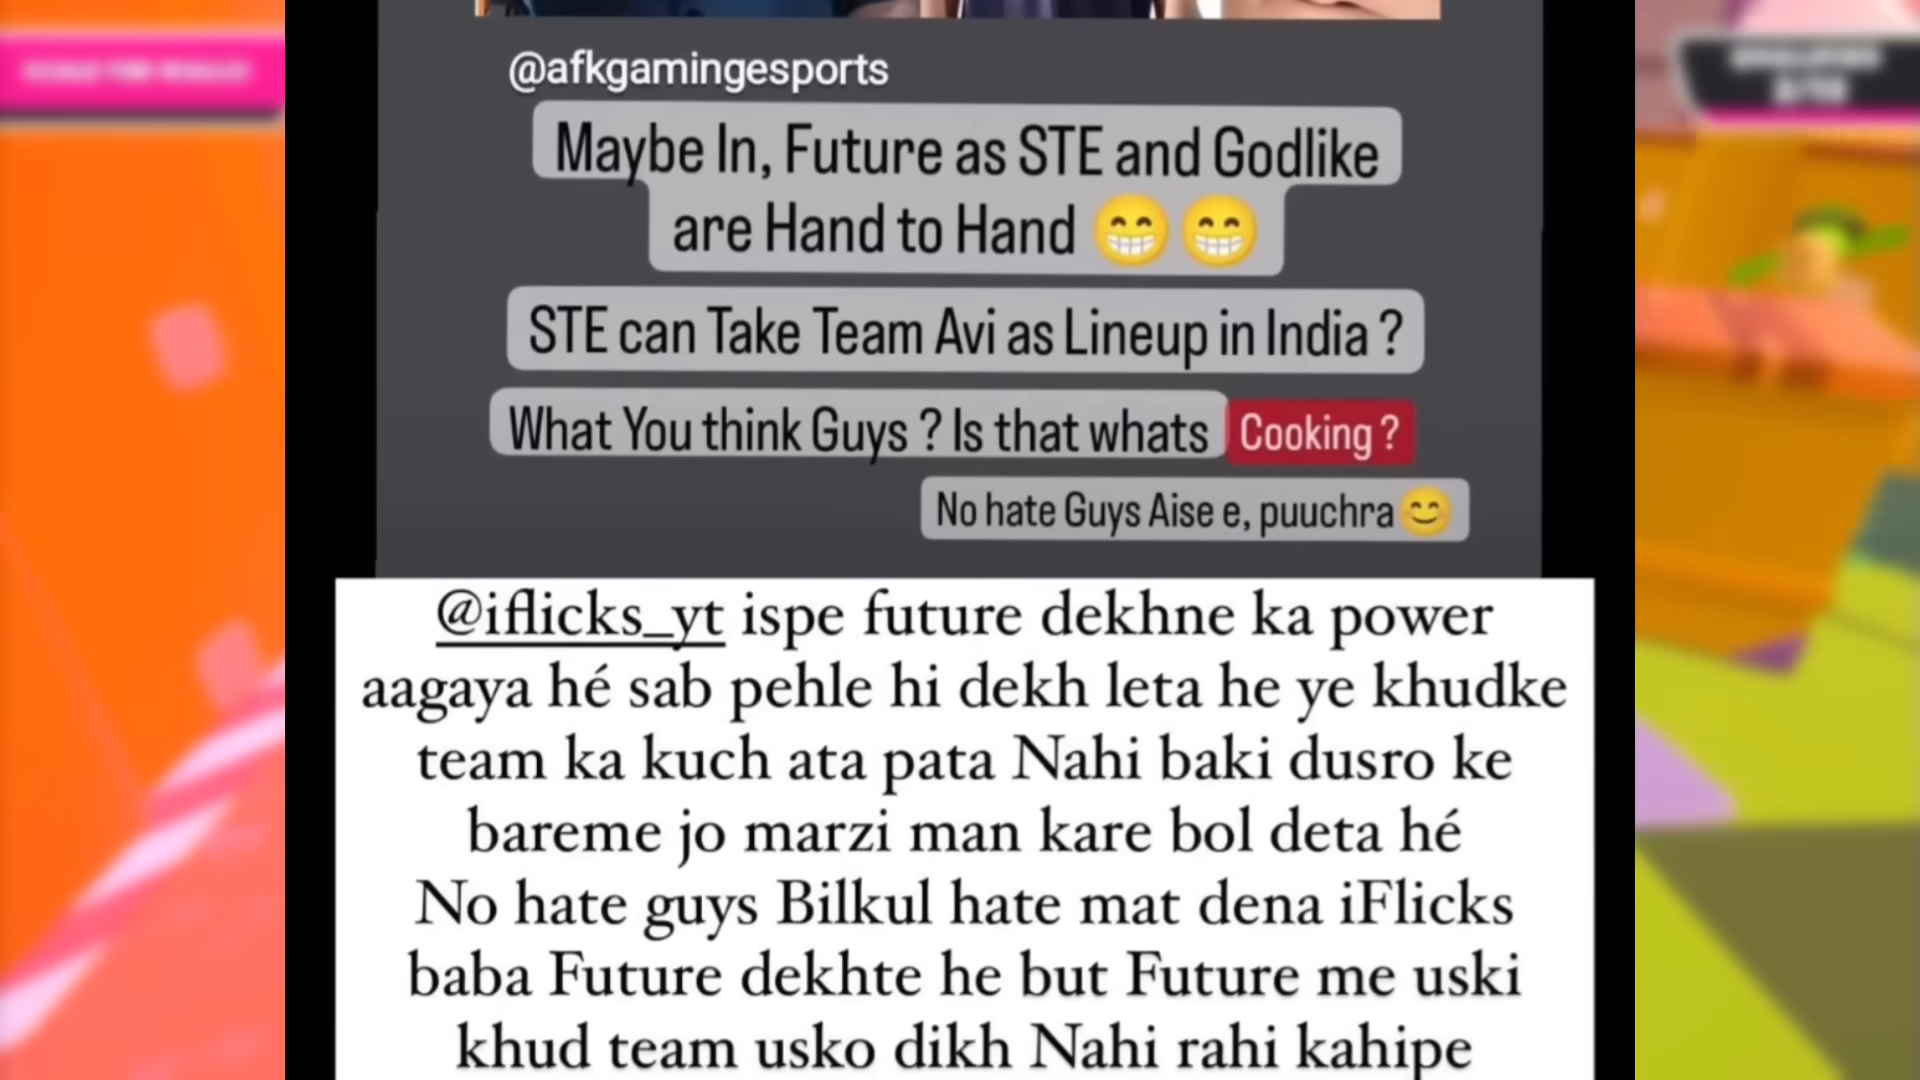 @afkgamingesports
Maybe In, Future as STE and Godlike
are Hand to Hand 😁😁
STE can Take Team Avi as Lineup in India ?
What You think Guys ? Is that whats Cooking ?
No hate Guys Aise e, puuchra😊
@iflicks_yt ispe future dekhne ka power
aagaya hé sab pehle hi dekh leta he ye khudke
team ka kuch ata pata Nahi baki dusro ke
bareme jo marzi man kare bol deta hé
No hate guys Bilkul hate mat dena iFlicks
baba Future dekhte he but Future me uski
khud team usko dikh Nahi rahi kahipe